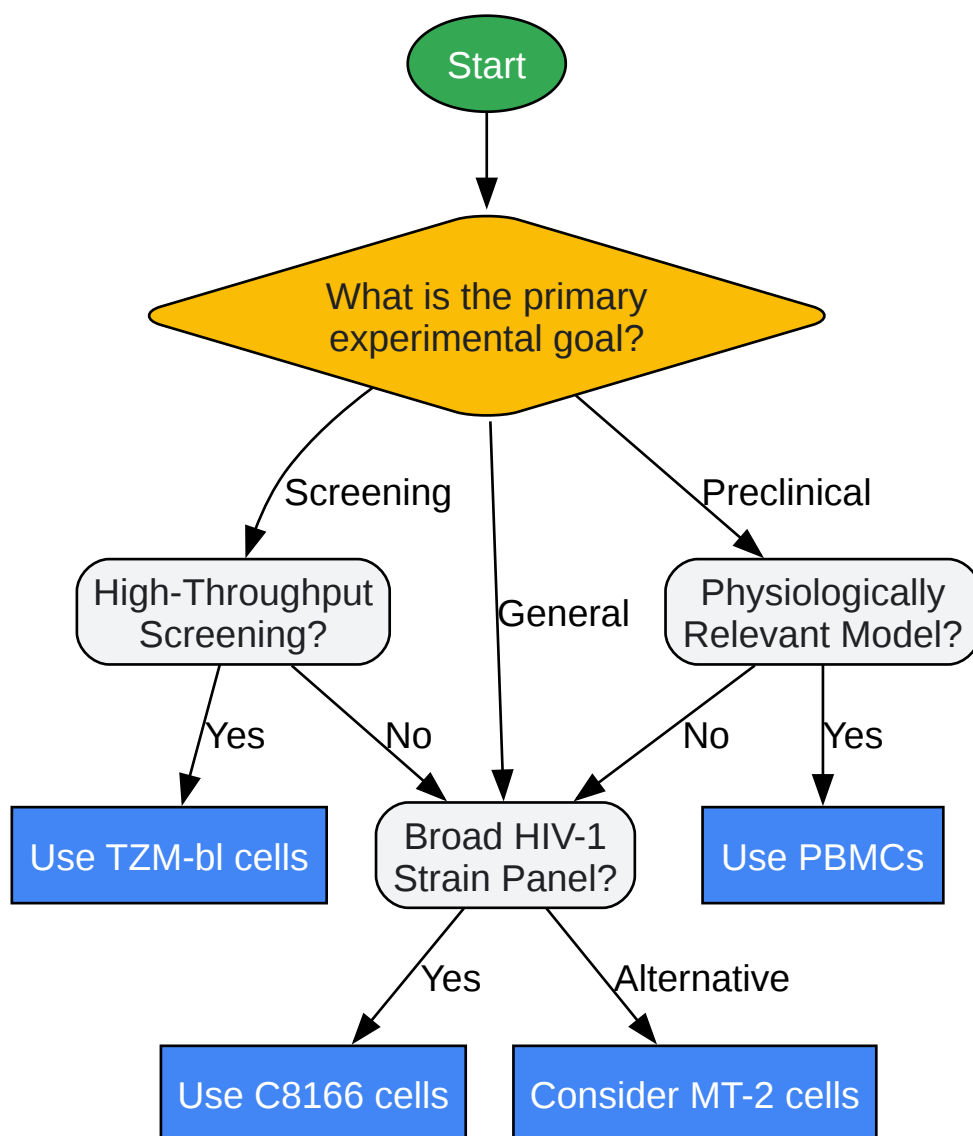 Start
What is the primary
experimental goal?
Screening
Preclinical
High-Throughput
Screening?
General
Physiologically
Relevant Model?
Yes
No
No
Yes
Use TZM-bl cells
Broad HIV-1
Strain Panel?
Use PBMCs
Yes
Alternative
Use C8166 cells
Consider MT-2 cells